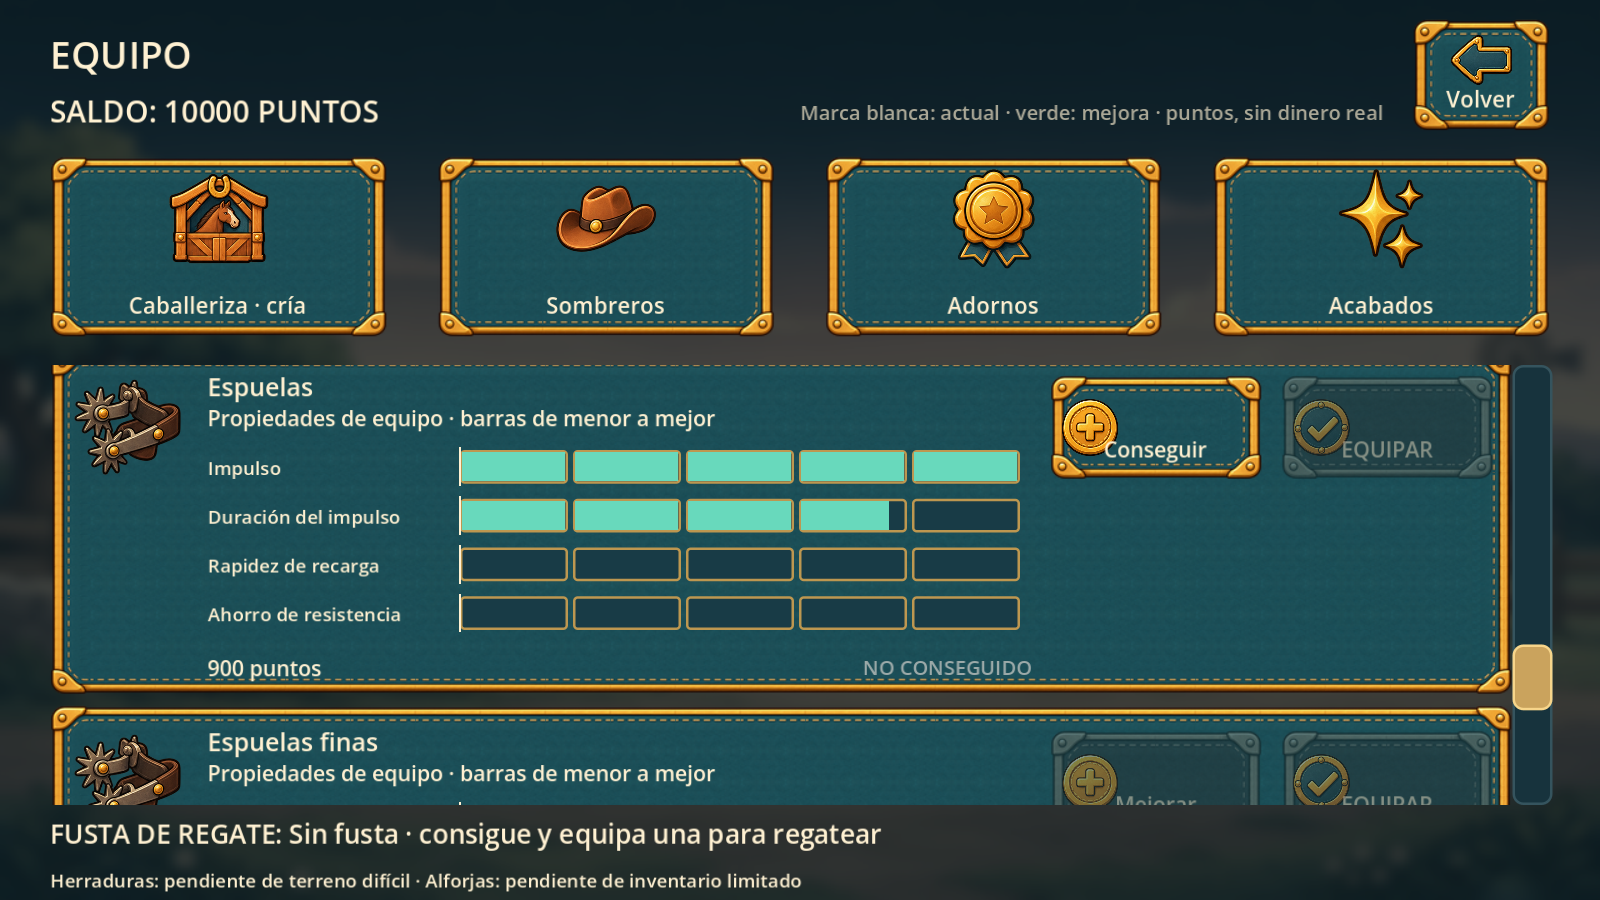 EQUIPO
SALDO: 10000 PUNTOS
Marca blanca: actual · verde: mejora · puntos, sin dinero real
Volver
Caballeriza · cría
Sombreros
Adornos
Acabados
Espuelas
Propiedades de equipo · barras de menor a mejor
Conseguir
EQUIPAR
Impulso
Duración del impulso
Rapidez de recarga
Ahorro de resistencia
900 puntos
NO CONSEGUIDO
Espuelas finas
Propiedades de equipo · barras de menor a mejor
Mejorar
EQUIPAR
FUSTA DE REGATE: Sin fusta · consigue y equipa una para regatear
Herraduras: pendiente de terreno difícil · Alforjas: pendiente de inventario limitado